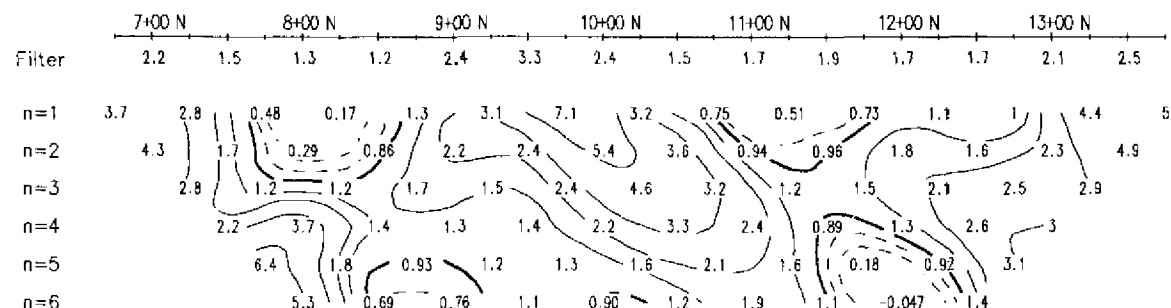 7+00 N 8+00 N 9+00 N 10+00 N 11+00 N 12+00 N 13+00 N
Filter 2.2 1.5 1.3 1.2 2.4 3.3 2.4 1.5 1.7 1.9 1.7 1.7 2.1 2.5
n=1 3.7 2.8 0.48 0.17 1.3 3.1 7.1 3.2 0.75 0.51 0.73 1.1 1 4.4 5
n=2 4.3 1.7 0.29 0.86 2.2 2.4 5.4 3.6 0.94 0.96 1.8 1.6 2.3 4.9
n=3 2.8 1.2 1.2 1.7 1.5 2.4 4.6 3.2 1.2 1.5 2.1 2.5 2.9
n=4 2.2 3.7 1.4 1.3 1.4 2.2 3.3 2.4 0.89 1.3 2.6 3
n=5 6.4 1.8 0.93 1.2 1.3 1.6 2.1 1.6 0.18 0.92 3.1
n=6 5.3 0.69 0.76 1.1 0.90 1.2 1.9 1.1 -0.047 1.4